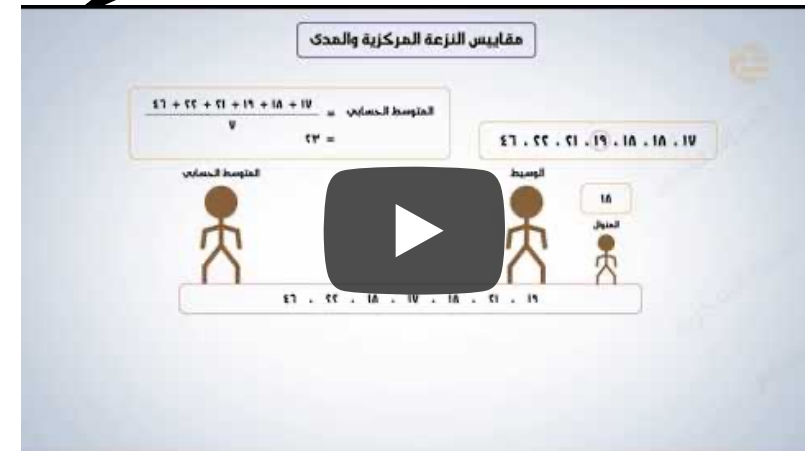 مقاييس النزعة المركزية والمدى
١٧ ، ١٨ ، ١٨ ، ١٩ ، ٢١ ، ٢٢ ، ٤٦
المتوسط الحسابي =
١٧ + ١٨ + ١٩ + ٢١ + ٢٢ + ٤٦
٧
= ٢٣
الوسيط
المتوسط الحسابي
١٨
المنوال
١٩ ، ٢١ ، ١٨ ، ١٧ ، ١٨ ، ٢٢ ، ٤٦